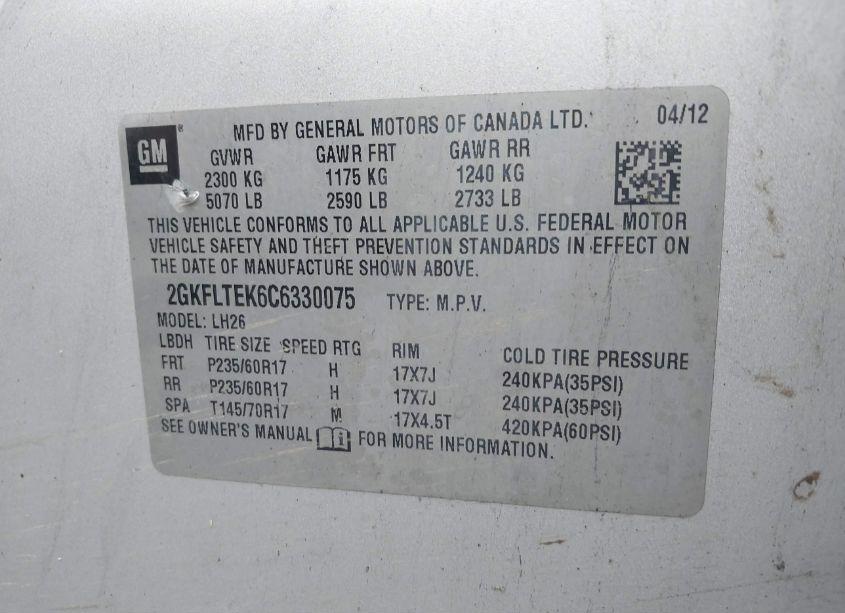 GM
MFD BY GENERAL MOTORS OF CANADA LTD. 04/12
GVWR GAWR FRT GAWR RR
2300 KG 1175 KG 1240 KG
5070 LB 2590 LB 2733 LB
THIS VEHICLE CONFORMS TO ALL APPLICABLE U.S. FEDERAL MOTOR
VEHICLE SAFETY AND THEFT PREVENTION STANDARDS IN EFFECT ON
THE DATE OF MANUFACTURE SHOWN ABOVE.
2GKFLTEK6C6330075 TYPE: M.P.V.
MODEL: LH26
LBDH TIRE SIZE SPEED RTG RIM COLD TIRE PRESSURE
FRT P235/60R17 H 17X7J 240KPA(35PSI)
RR P235/60R17 H 17X7J 240KPA(35PSI)
SPA T145/70R17 M 17X4.5T 420KPA(60PSI)
SEE OWNER'S MANUAL FOR MORE INFORMATION.